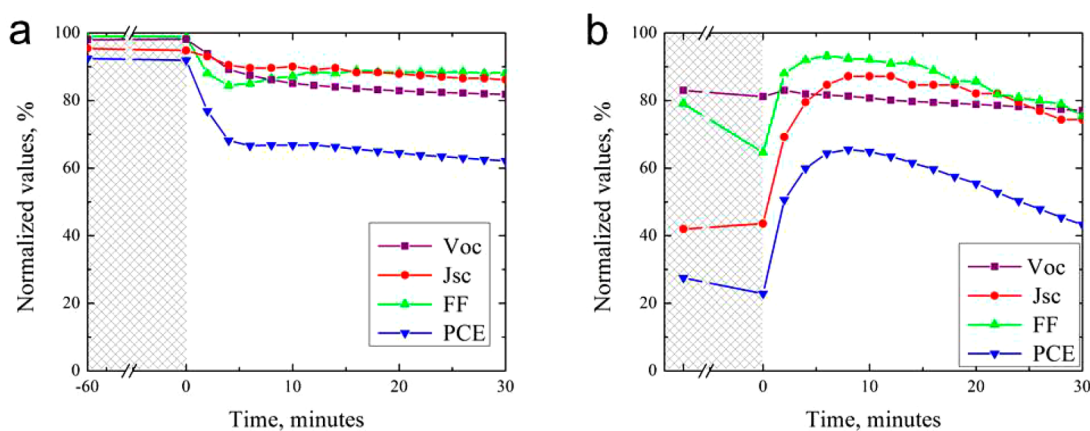 a
Normalized values, %
100
80
60
40
20
0
Voc
Jsc
FF
PCE
-60 0 10 20 30
Time, minutes
b
Normalized values, %
100
80
60
40
20
0
Voc
Jsc
FF
PCE
0 10 20 30
Time, minutes